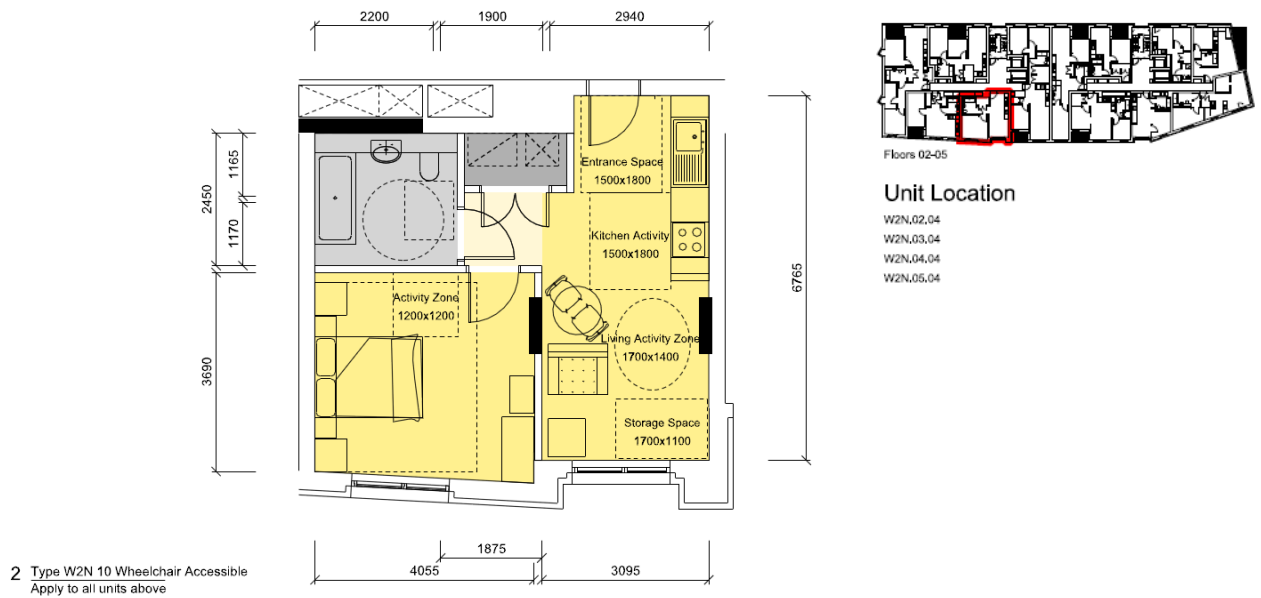 2200
1900
2940
1165
2450
1170
3690
6765
Entrance Space
1500x1800
Kitchen Activity
1500x1800
Activity Zone
1200x1200
Living Activity Zone
1700x1400
Storage Space
1700x1100
1875
4055
3095
Floors 02-05
Unit Location
W2N.02.04
W2N.03.04
W2N.04.04
W2N.05.04
2 Type W2N 10 Wheelchair Accessible
Apply to all units above